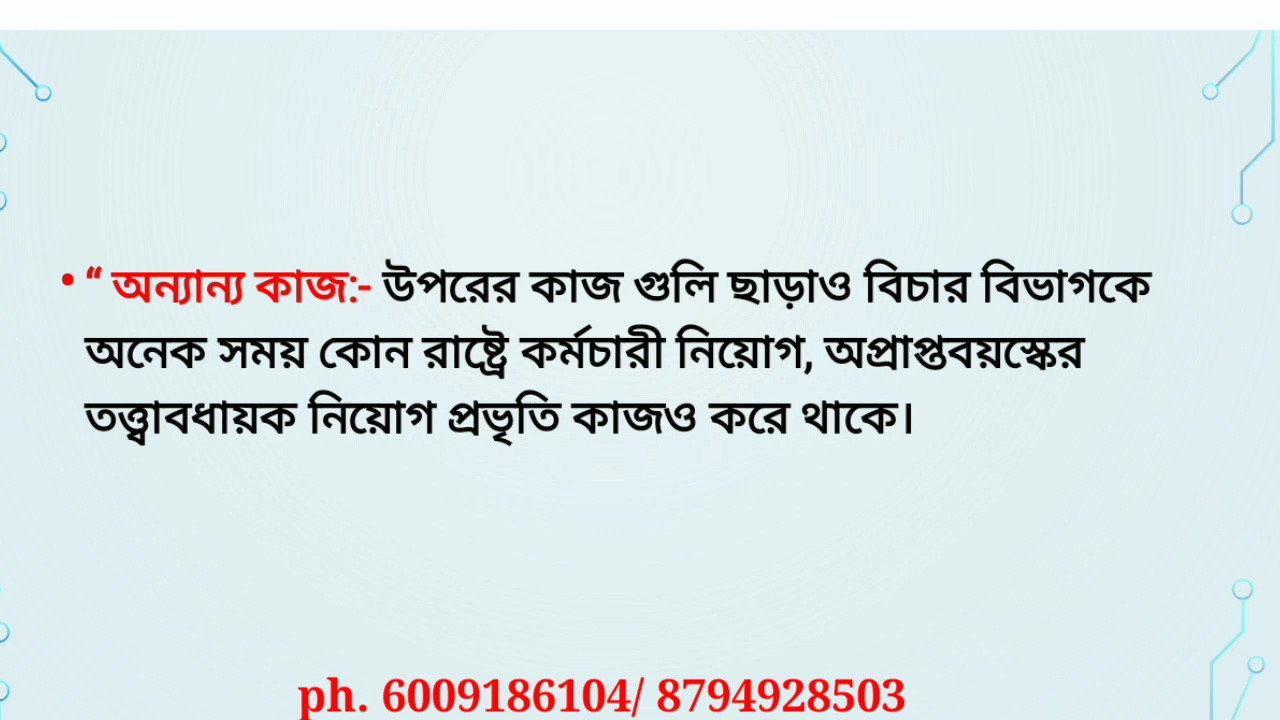 • “ অন্যান্য কাজ:- উপরের কাজ গুলি ছাড়াও বিচার বিভাগকে
অনেক সময় কোন রাষ্ট্রে কর্মচারী নিয়োগ, অপ্রাপ্তবয়স্কের
তত্ত্বাবধায়ক নিয়োগ প্রভৃতি কাজও করে থাকে।
ph. 6009186104/ 8794928503